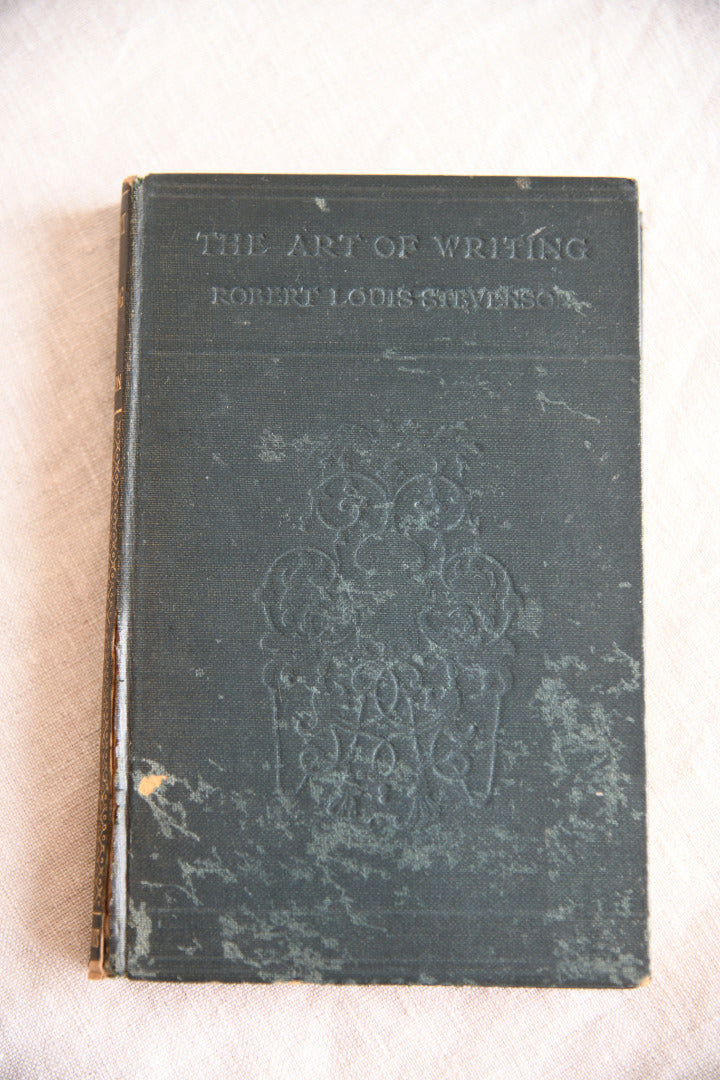 THE ART OF WRITING
ROBERT LOUIS STEVENSON